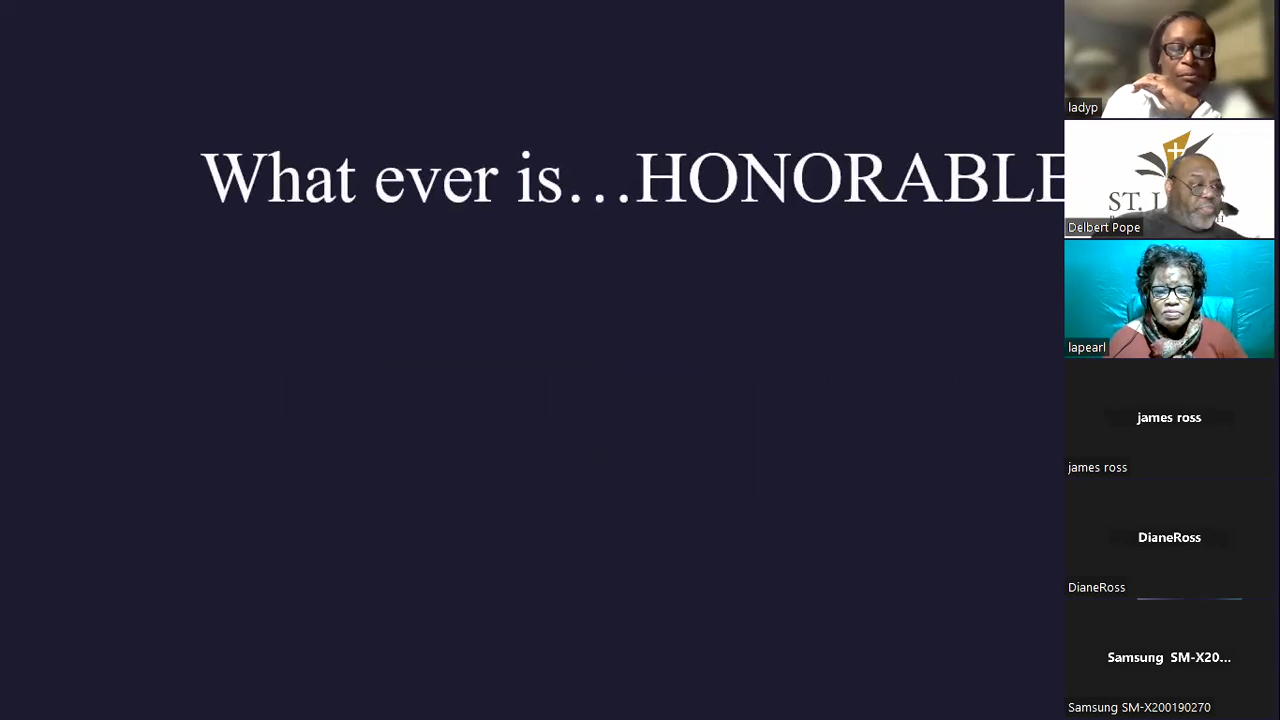 What ever is…HONORABLE
ladyp
ST. L
Delbert Pope
lapearl
james ross
james ross
DianeRoss
DianeRoss
Samsung SM-X20...
Samsung SM-X200190270